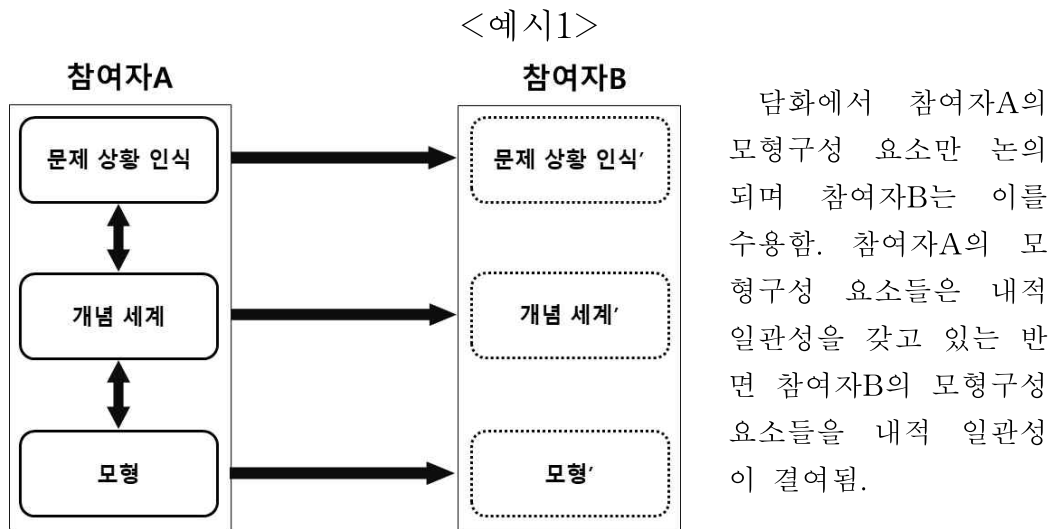 <예시1>
참여자A
참여자B
문제 상황 인식
문제 상황 인식′
개념 세계
개념 세계′
모형
모형′
담화에서 참여자A의
모형구성 요소만 논의
되며 참여자B는 이를
수용함. 참여자A의 모
형구성 요소들은 내적
일관성을 갖고 있는 반
면 참여자B의 모형구성
요소들을 내적 일관성
이 결여됨.